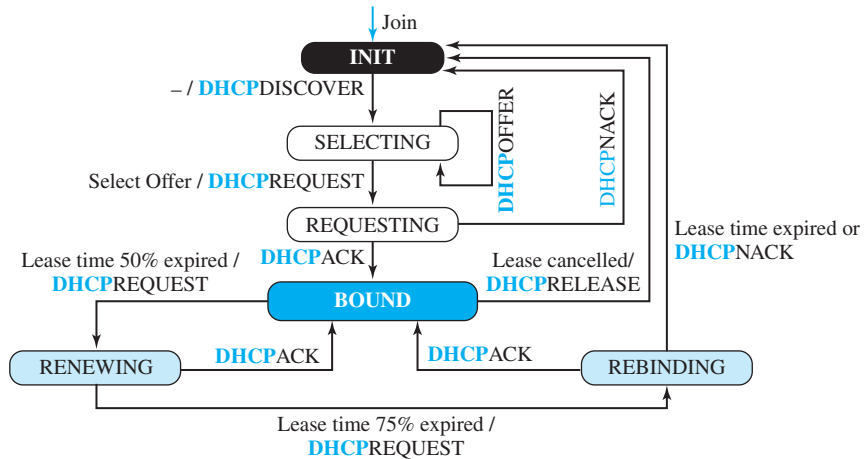 Join
INIT
– / DHCPDISCOVER
SELECTING
DHCPOFFER
DHCPNACK
Select Offer / DHCPREQUEST
REQUESTING
Lease time expired or
DHCPNACK
DHCPACK
Lease time 50% expired /
DHCPREQUEST
Lease cancelled/
DHCPRELEASE
BOUND
RENEWING
DHCPACK
DHCPACK
REBINDING
Lease time 75% expired /
DHCPREQUEST